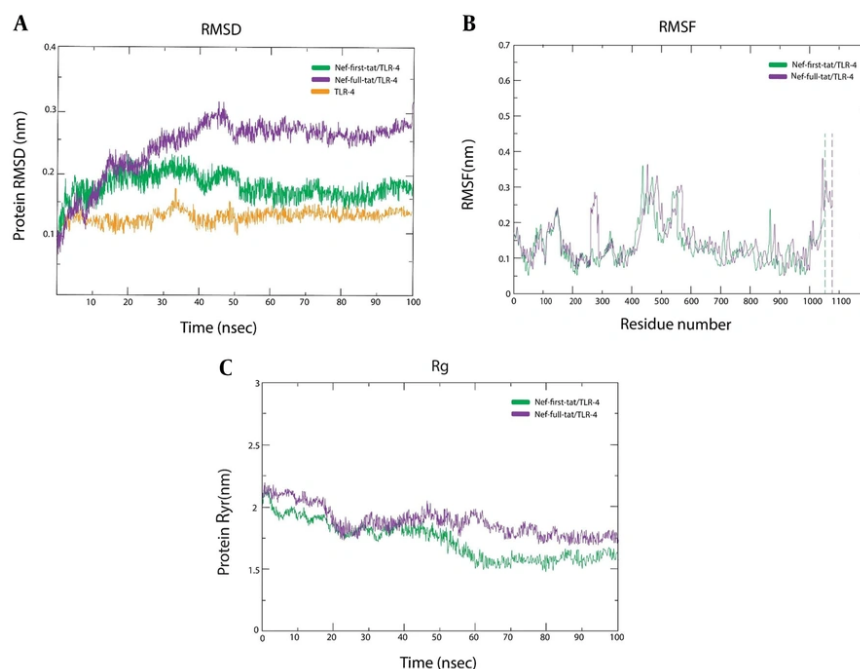 A
RMSD
0.4
0.3
0.2
0.1
Protein RMSD (nm)
Nef-first-tat/TLR-4
Nef-full-tat/TLR-4
TLR-4
10 20 30 40 50 60 70 80 90 100
Time (nsec)
B
RMSF
0.7
0.6
0.5
0.4
0.3
0.2
0.1
0
RMSF(nm)
Nef-first-tat/TLR-4
Nef-full-tat/TLR-4
0 100 200 300 400 500 600 700 800 900 1000 1100
Residue number
C
Rg
3
2.5
2
1.5
0
Protein Ryr(nm)
Nef-first-tat/TLR-4
Nef-full-tat/TLR-4
0 10 20 30 40 50 60 70 80 90 100
Time (nsec)